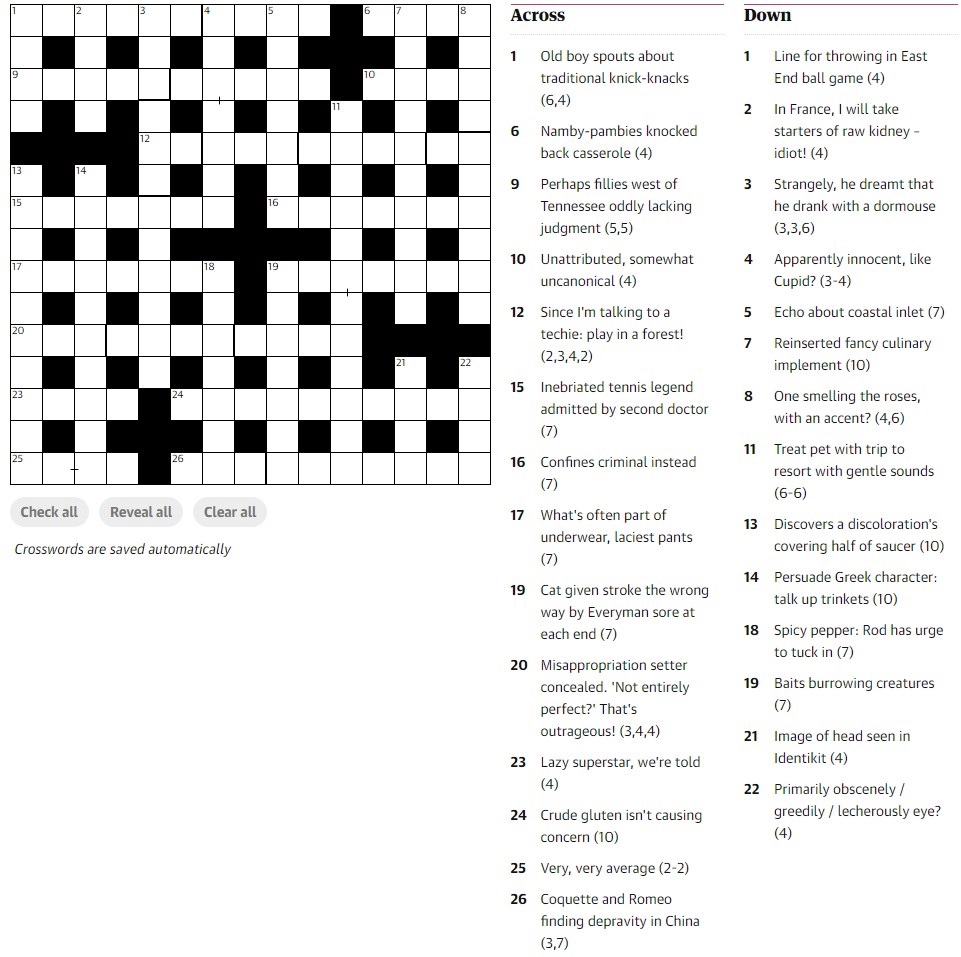 1 2 3 4 5 6 7 8
9 10
11
12
13 14
15 16
17 18 19
20
21 22
23 24
25 26
Check all Reveal all Clear all
Crosswords are saved automatically
Across
1 Old boy spouts about
traditional knick-knacks
(6,4)
6 Namby-pambies knocked
back casserole (4)
9 Perhaps fillies west of
Tennessee oddly lacking
judgment (5,5)
10 Unattributed, somewhat
uncanonical (4)
12 Since I'm talking to a
techie: play in a forest!
(2,3,4,2)
15 Inebriated tennis legend
admitted by second doctor
(7)
16 Confines criminal instead
(7)
17 What's often part of
underwear, laciest pants
(7)
19 Cat given stroke the wrong
way by Everyman sore at
each end (7)
20 Misappropriation setter
concealed. 'Not entirely
perfect?' That's
outrageous! (3,4,4)
23 Lazy superstar, we're told
(4)
24 Crude gluten isn't causing
concern (10)
25 Very, very average (2-2)
26 Coquette and Romeo
finding depravity in China
(3,7)
Down
1 Line for throwing in East
End ball game (4)
2 In France, I will take
starters of raw kidney –
idiot! (4)
3 Strangely, he dreamt that
he drank with a dormouse
(3,3,6)
4 Apparently innocent, like
Cupid? (3-4)
5 Echo about coastal inlet (7)
7 Reinserted fancy culinary
implement (10)
8 One smelling the roses,
with an accent? (4,6)
11 Treat pet with trip to
resort with gentle sounds
(6-6)
13 Discovers a discoloration's
covering half of saucer (10)
14 Persuade Greek character:
talk up trinkets (10)
18 Spicy pepper: Rod has urge
to tuck in (7)
19 Baits burrowing creatures
(7)
21 Image of head seen in
Identikit (4)
22 Primarily obscenely /
greedily / lecherously eye?
(4)